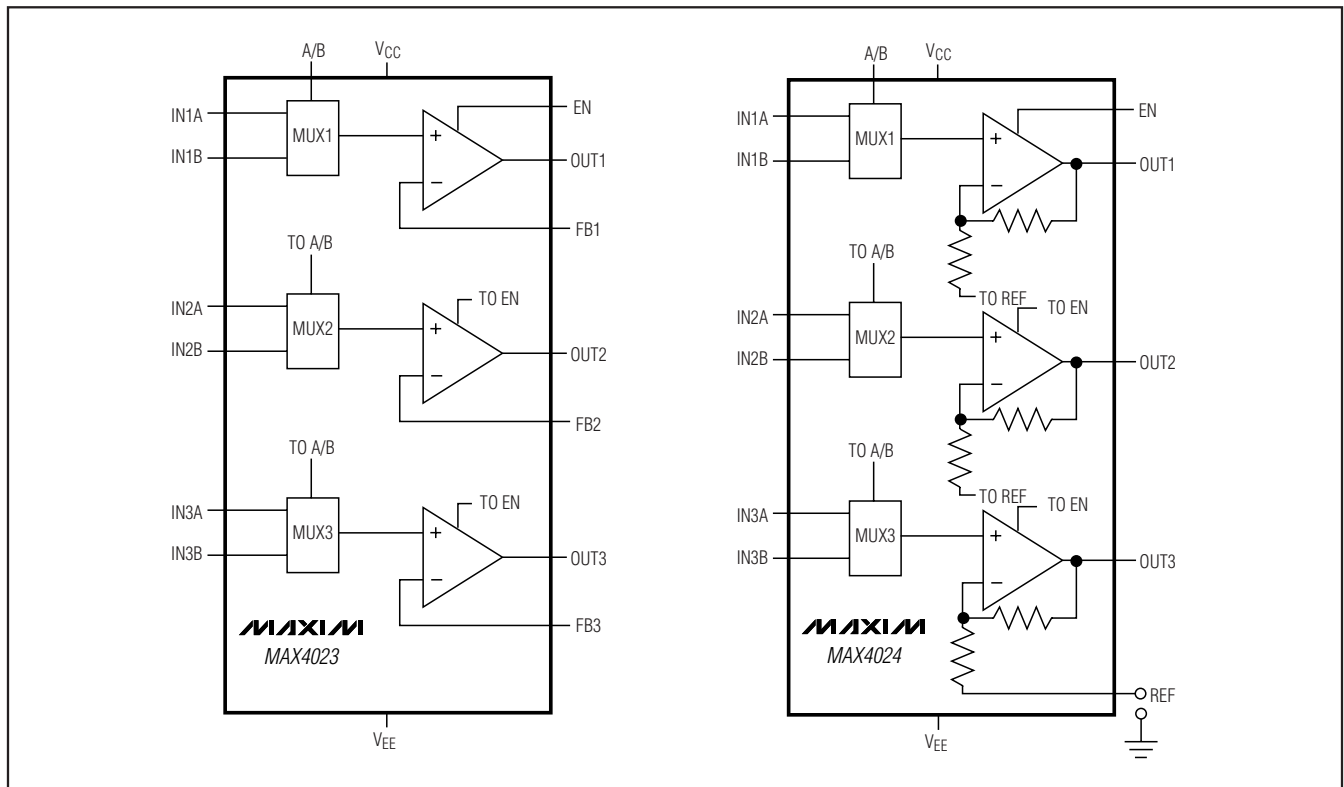 A/B
VCC
IN1A
MUX1
+
EN
IN1B
−
OUT1
FB1
TO A/B
IN2A
MUX2
+
TO EN
IN2B
−
OUT2
FB2
TO A/B
IN3A
MUX3
+
TO EN
IN3B
−
OUT3
FB3
MAXIM
MAX4023
VEE
A/B
VCC
IN1A
MUX1
+
EN
IN1B
−
OUT1
TO A/B
TO REF
IN2A
MUX2
+
TO EN
IN2B
−
OUT2
TO A/B
TO REF
IN3A
MUX3
+
TO EN
IN3B
−
OUT3
MAXIM
MAX4024
REF
VEE